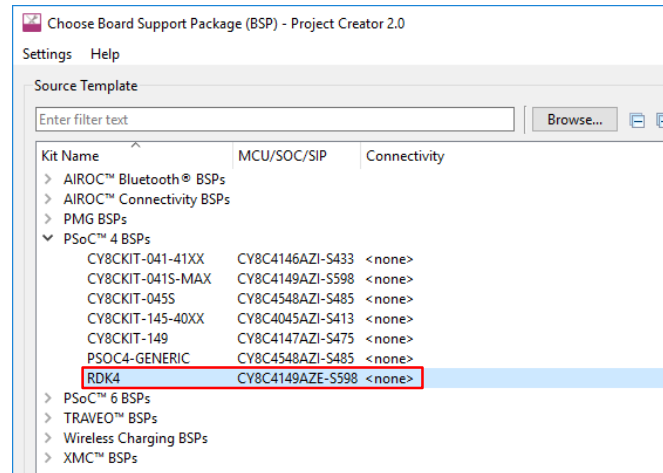 Choose Board Support Package (BSP) - Project Creator 2.0
Settings Help
Source Template
Enter filter text Browse...
Kit Name MCU/SOC/SIP Connectivity
AIROC™ Bluetooth® BSPs
AIROC™ Connectivity BSPs
PMG BSPs
PSoC™ 4 BSPs
CY8CKIT-041-41XX CY8C4146AZI-S433 <none>
CY8CKIT-041S-MAX CY8C4149AZI-S598 <none>
CY8CKIT-045S CY8C4548AZI-S485 <none>
CY8CKIT-145-40XX CY8C4045AZI-S413 <none>
CY8CKIT-149 CY8C4147AZI-S475 <none>
PSOC4-GENERIC CY8C4548AZI-S485 <none>
RDK4 CY8C4149AZE-S598 <none>
PSoC™ 6 BSPs
TRAVEO™ BSPs
Wireless Charging BSPs
XMC™ BSPs